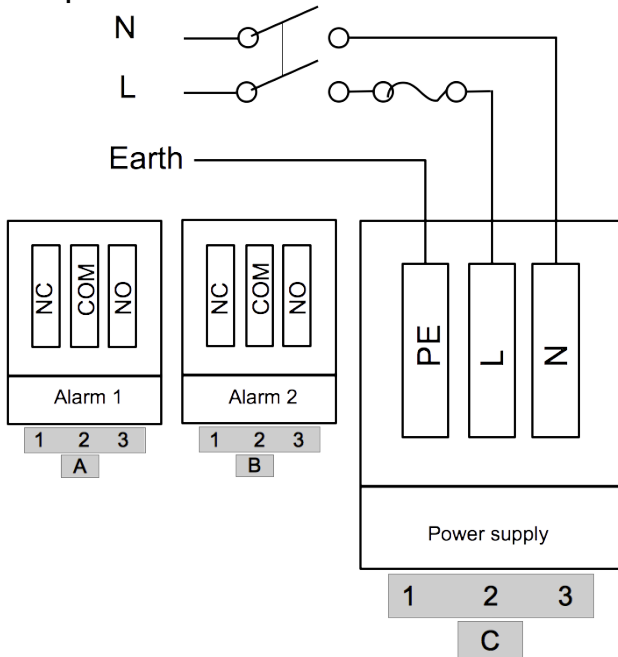 N
L
Earth
NC COM NO
NC COM NO
PE L N
Alarm 1
Alarm 2
1 2 3
1 2 3
A
B
Power supply
1 2 3
C